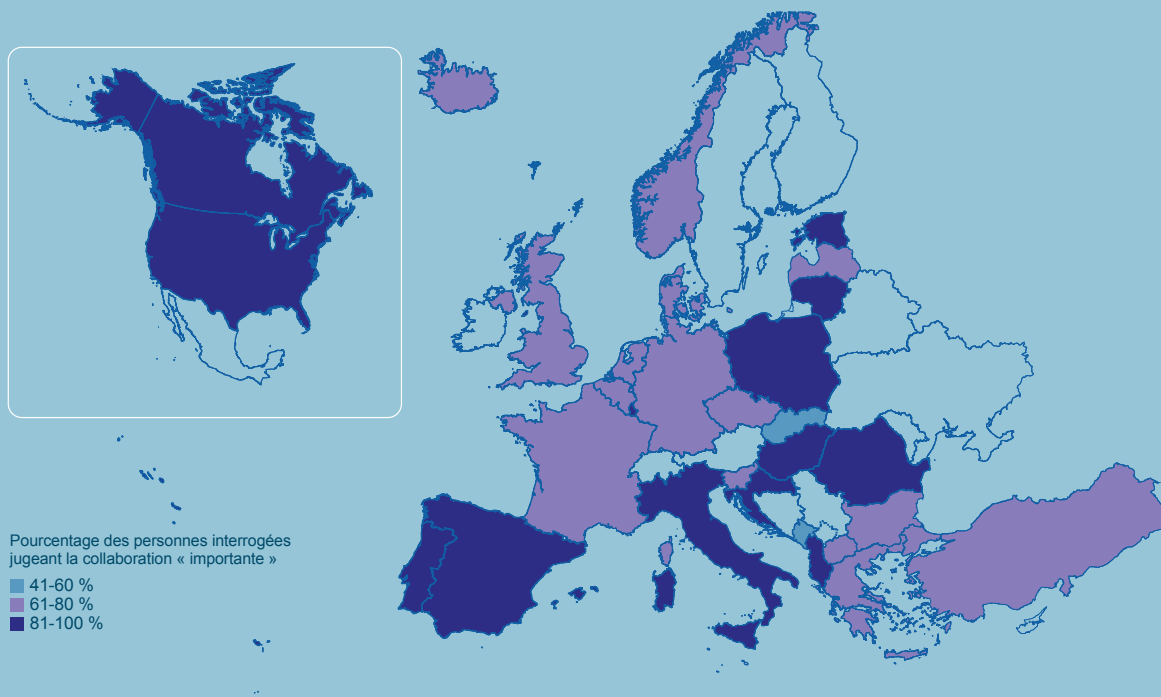 Pourcentage des personnes interrogées
jugeant la collaboration « importante »
41-60 %
61-80 %
81-100 %